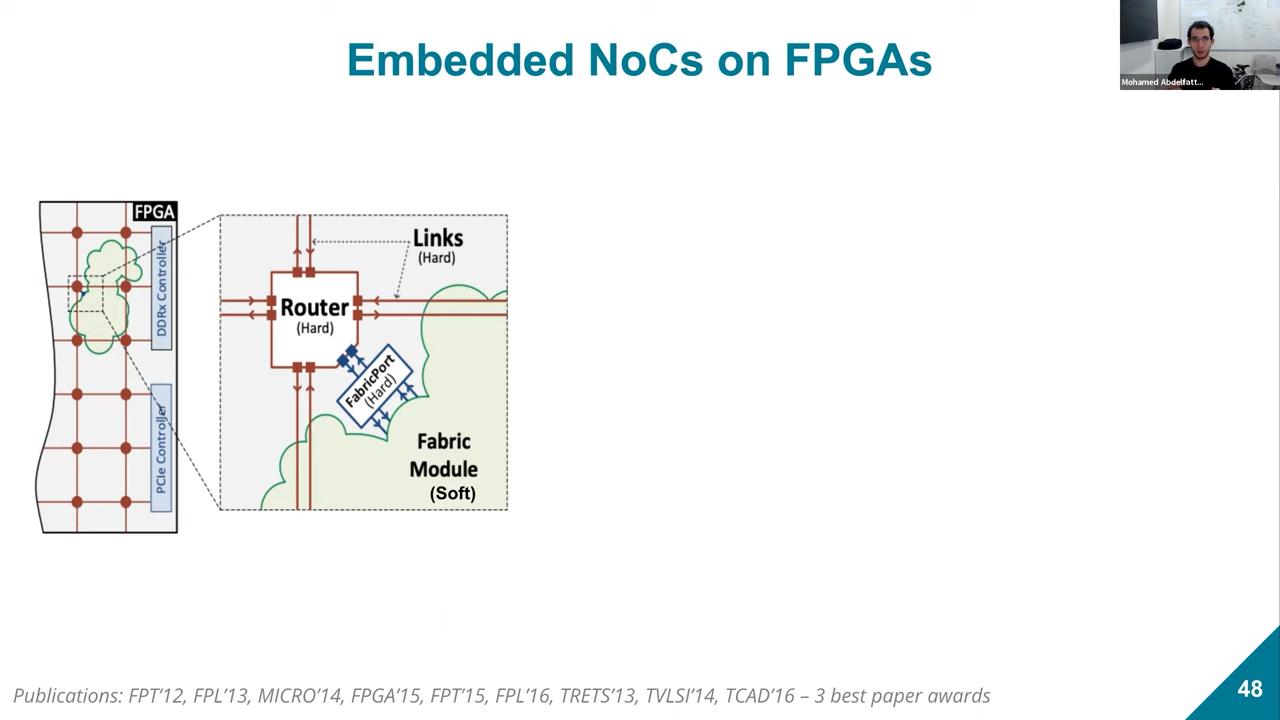 Embedded NoCs on FPGAs
Mohamed Abdelfatt...
FPGA
DDRx Controller
PCIe Controller
Links
(Hard)
Router
(Hard)
FabricPort
(Hard)
Fabric
Module
(Soft)
Publications: FPT’12, FPL’13, MICRO’14, FPGA’15, FPT’15, FPL’16, TRETS’13, TVLSI’14, TCAD’16 – 3 best paper awards
48